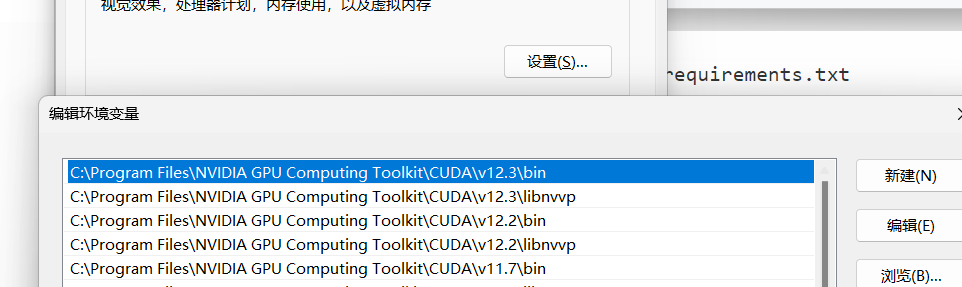 视觉效果，处理器计划，内存使用，以及虚拟内存
设置(S)...
requirements.txt
编辑环境变量
C:\Program Files\NVIDIA GPU Computing Toolkit\CUDA\v12.3\bin
新建(N)
C:\Program Files\NVIDIA GPU Computing Toolkit\CUDA\v12.3\libnvvp
C:\Program Files\NVIDIA GPU Computing Toolkit\CUDA\v12.2\bin
编辑(E)
C:\Program Files\NVIDIA GPU Computing Toolkit\CUDA\v12.2\libnvvp
C:\Program Files\NVIDIA GPU Computing Toolkit\CUDA\v11.7\bin
浏览(B)...